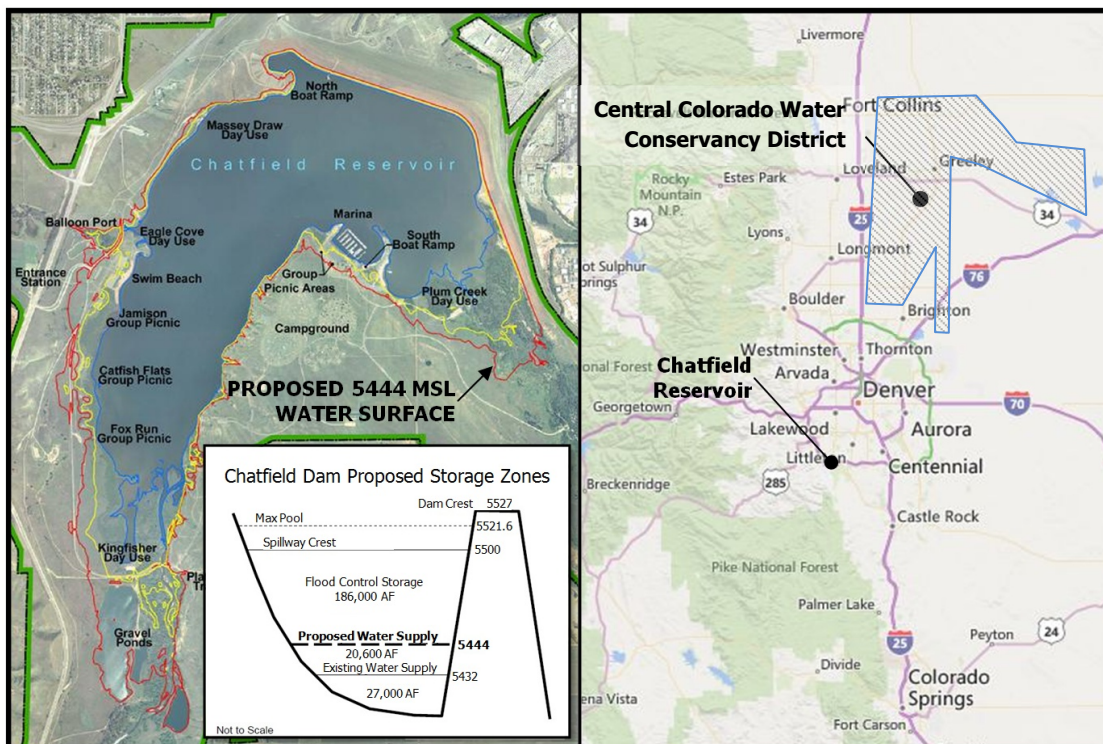 North
Boat Ramp
Massey Draw
Day Use
Chatfield Reservoir
Marina
Balloon Port
Eagle Cove
Day Use
South
Boat Ramp
Entrance
Station
Swim Beach
Group
Picnic Areas
Plum Creek
Day Use
Jamison
Group Picnic
Campground
Catfish Flats
Group Picnic
PROPOSED 5444 MSL
WATER SURFACE
Fox Run
Group Picnic
Kingfisher
Day Use
Gravel
Ponds
Chatfield Dam Proposed Storage Zones
Dam Crest 5527
Max Pool
5521.6
Spillway Crest
5500
Flood Control Storage
186,000 AF
Proposed Water Supply
5444
20,600 AF
Existing Water Supply
5432
27,000 AF
Not to Scale
Livermore
Central Colorado Water
Conservancy District
Fort Collins
Loveland
Greeley
Estes Park
Rocky
Mountain
N.P.
34
25
34
Lyons
Longmont
Sulphur
76
Boulder
Brighton
Westminster
Thornton
Chatfield
Reservoir
Arvada
Denver
Georgetown
70
Lakewood
Aurora
Littleton
Centennial
285
Breckenridge
Castle Rock
Pike National Forest
Palmer Lake
25
Peyton
24
Divide
Colorado
Springs
Buena Vista
Fort Carson